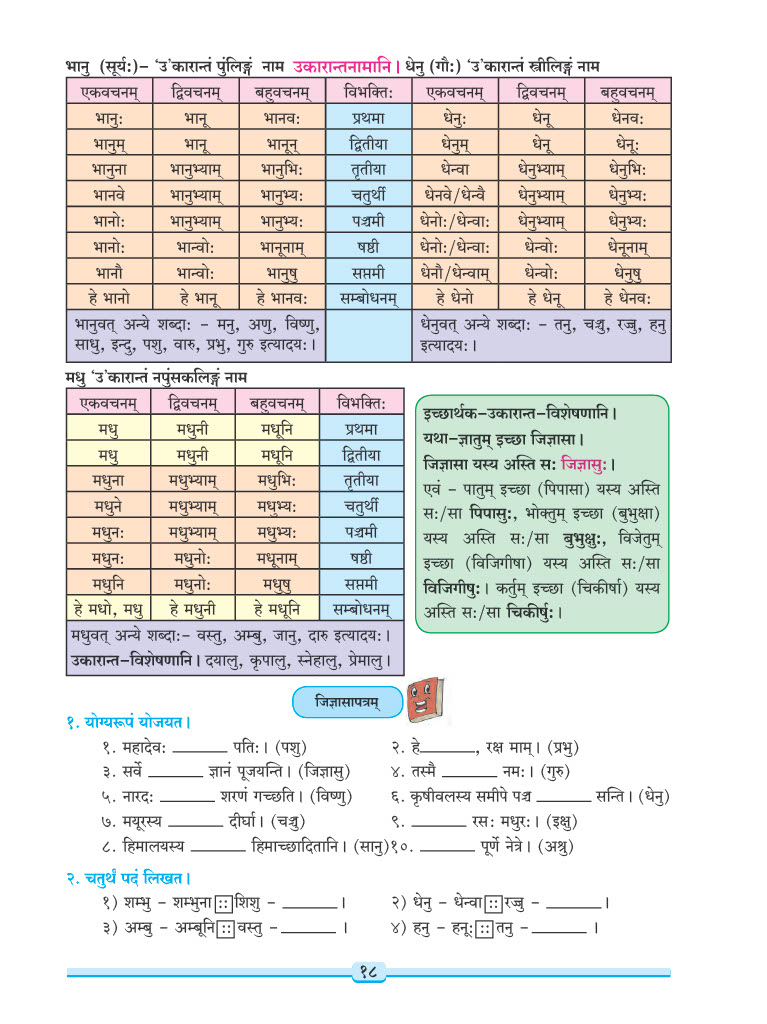 भानु (सूर्य:)– ‘उ’कारान्तं पुंलिङ्गं नाम उकारान्तनामानि। धेनु (गौ:) ‘उ’कारान्तं स्त्रीलिङ्गं नाम
एकवचनम् द्विवचनम् बहुवचनम् विभक्ति: एकवचनम् द्विवचनम् बहुवचनम्
भानु: भानू भानव: प्रथमा धेनु: धेनू धेनव:
भानुम् भानू भानून् द्वितीया धेनुम् धेनू धेनू:
भानुना भानुभ्याम् भानुभि: तृतीया धेन्वा धेनुभ्याम् धेनुभि:
भानवे भानुभ्याम् भानुभ्य: चतुर्थी धेनवे/धेन्वै धेनुभ्याम् धेनुभ्य:
भानो: भानुभ्याम् भानुभ्य: पञ्चमी धेनो:/धेन्वा: धेनुभ्याम् धेनुभ्य:
भानो: भान्वो: भानूनाम् षष्ठी धेनो:/धेन्वा: धेन्वो: धेनूनाम्
भानौ भान्वो: भानुषु सप्तमी धेनौ/धेन्वाम् धेन्वो: धेनुषु
हे भानो हे भानू हे भानव: सम्बोधनम् हे धेनो हे धेनू हे धेनव:
भानुवत् अन्ये शब्दा: – मनु, अणु, विष्णु,
साधु, इन्दु, पशु, वारु, प्रभु, गुरु इत्यादय:।
धेनुवत् अन्ये शब्दा: – तनु, चञ्चु, रज्जु, हनु
इत्यादय:।
मधु ‘उ’कारान्तं नपुंसकलिङ्गं नाम
एकवचनम् द्विवचनम् बहुवचनम् विभक्ति:
मधु मधुनी मधूनि प्रथमा
मधु मधुनी मधूनि द्वितीया
मधुना मधुभ्याम् मधुभि: तृतीया
मधुने मधुभ्याम् मधुभ्य: चतुर्थी
मधुन: मधुभ्याम् मधुभ्य: पञ्चमी
मधुन: मधुनो: मधूनाम् षष्ठी
मधुनि मधुनो: मधुषु सप्तमी
हे मधो, मधु हे मधुनी हे मधूनि सम्बोधनम्
मधुवत् अन्ये शब्दा:– वस्तु, अम्बु, जानु, दारु इत्यादय:।
उकारान्त–विशेषणानि। दयालु, कृपालु, स्नेहालु, प्रेमालु।
इच्छार्थक–उकारान्त–विशेषणानि।
यथा–ज्ञातुम् इच्छा जिज्ञासा।
जिज्ञासा यस्य अस्ति स: जिज्ञासु:।
एवं – पातुम् इच्छा (पिपासा) यस्य अस्ति
स:/सा पिपासु:, भोक्तुम् इच्छा (बुभुक्षा)
यस्य अस्ति स:/सा बुभुक्षु:, विजेतुम्
इच्छा (विजिगीषा) यस्य अस्ति स:/सा
विजिगीषु:। कर्तुम् इच्छा (चिकीर्षा) यस्य
अस्ति स:/सा चिकीर्षु:।
जिज्ञासापत्रम्
१. योग्यरूपं योजयत।
१. महादेव: ______ पति:। (पशु) २. हे______, रक्ष माम्। (प्रभु)
३. सर्वे ______ ज्ञानं पूजयन्ति। (जिज्ञासु) ४. तस्मै ______ नम:। (गुरु)
५. नारद: ______ शरणं गच्छति। (विष्णु) ६. कृषीवलस्य समीपे पञ्च ______ सन्ति। (धेनु)
७. मयूरस्य ______ दीर्घा। (चञ्चु) ९. ______ रस: मधुर:। (इक्षु)
८. हिमालयस्य ______ हिमाच्छादितानि। (सानु) १०. ______ पूर्णे नेत्रे। (अश्रु)
२. चतुर्थं पदं लिखत।
१) शम्भु – शम्भुना :: शिशु – ______। २) धेनु – धेन्वा :: रज्जु – ______।
३) अम्बु – अम्बूनि :: वस्तु – ______। ४) हनु – हनू: :: तनु – ______।
१८